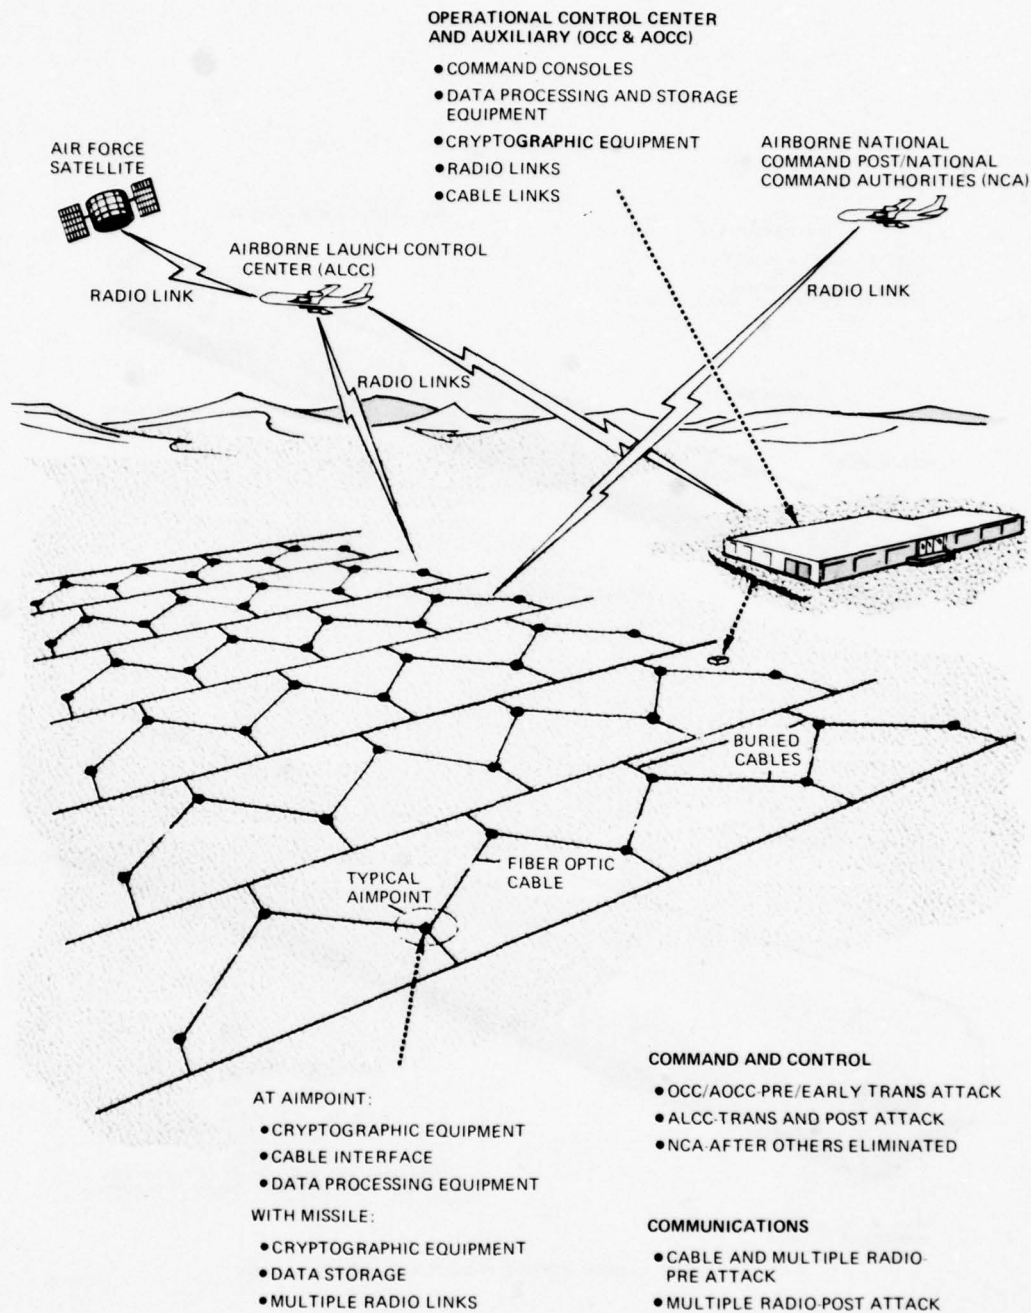 OPERATIONAL CONTROL CENTER
AND AUXILIARY (OCC & AOCC)
● COMMAND CONSOLES
● DATA PROCESSING AND STORAGE
EQUIPMENT
● CRYPTOGRAPHIC EQUIPMENT
● RADIO LINKS
● CABLE LINKS
AIR FORCE
SATELLITE
AIRBORNE NATIONAL
COMMAND POST/NATIONAL
COMMAND AUTHORITIES (NCA)
AIRBORNE LAUNCH CONTROL
CENTER (ALCC)
RADIO LINK
RADIO LINK
RADIO LINKS
BURIED
CABLES
FIBER OPTIC
CABLE
TYPICAL
AIMPOINT
AT AIMPOINT:
● CRYPTOGRAPHIC EQUIPMENT
● CABLE INTERFACE
● DATA PROCESSING EQUIPMENT
WITH MISSILE:
● CRYPTOGRAPHIC EQUIPMENT
● DATA STORAGE
● MULTIPLE RADIO LINKS
COMMAND AND CONTROL
● OCC/AOCC-PRE/EARLY TRANS ATTACK
● ALCC-TRANS AND POST ATTACK
● NCA-AFTER OTHERS ELIMINATED
COMMUNICATIONS
● CABLE AND MULTIPLE RADIO-
PRE ATTACK
● MULTIPLE RADIO-POST ATTACK